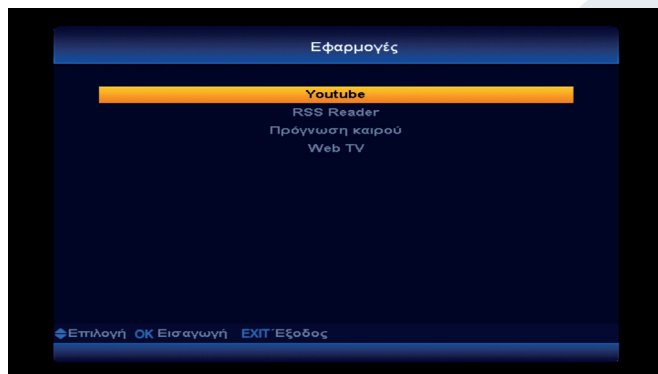 Εφαρμογές
Youtube
RSS Reader
Πρόγνωση καιρού
Web TV
Επιλογή OK Εισαγωγή EXIT Έξοδος